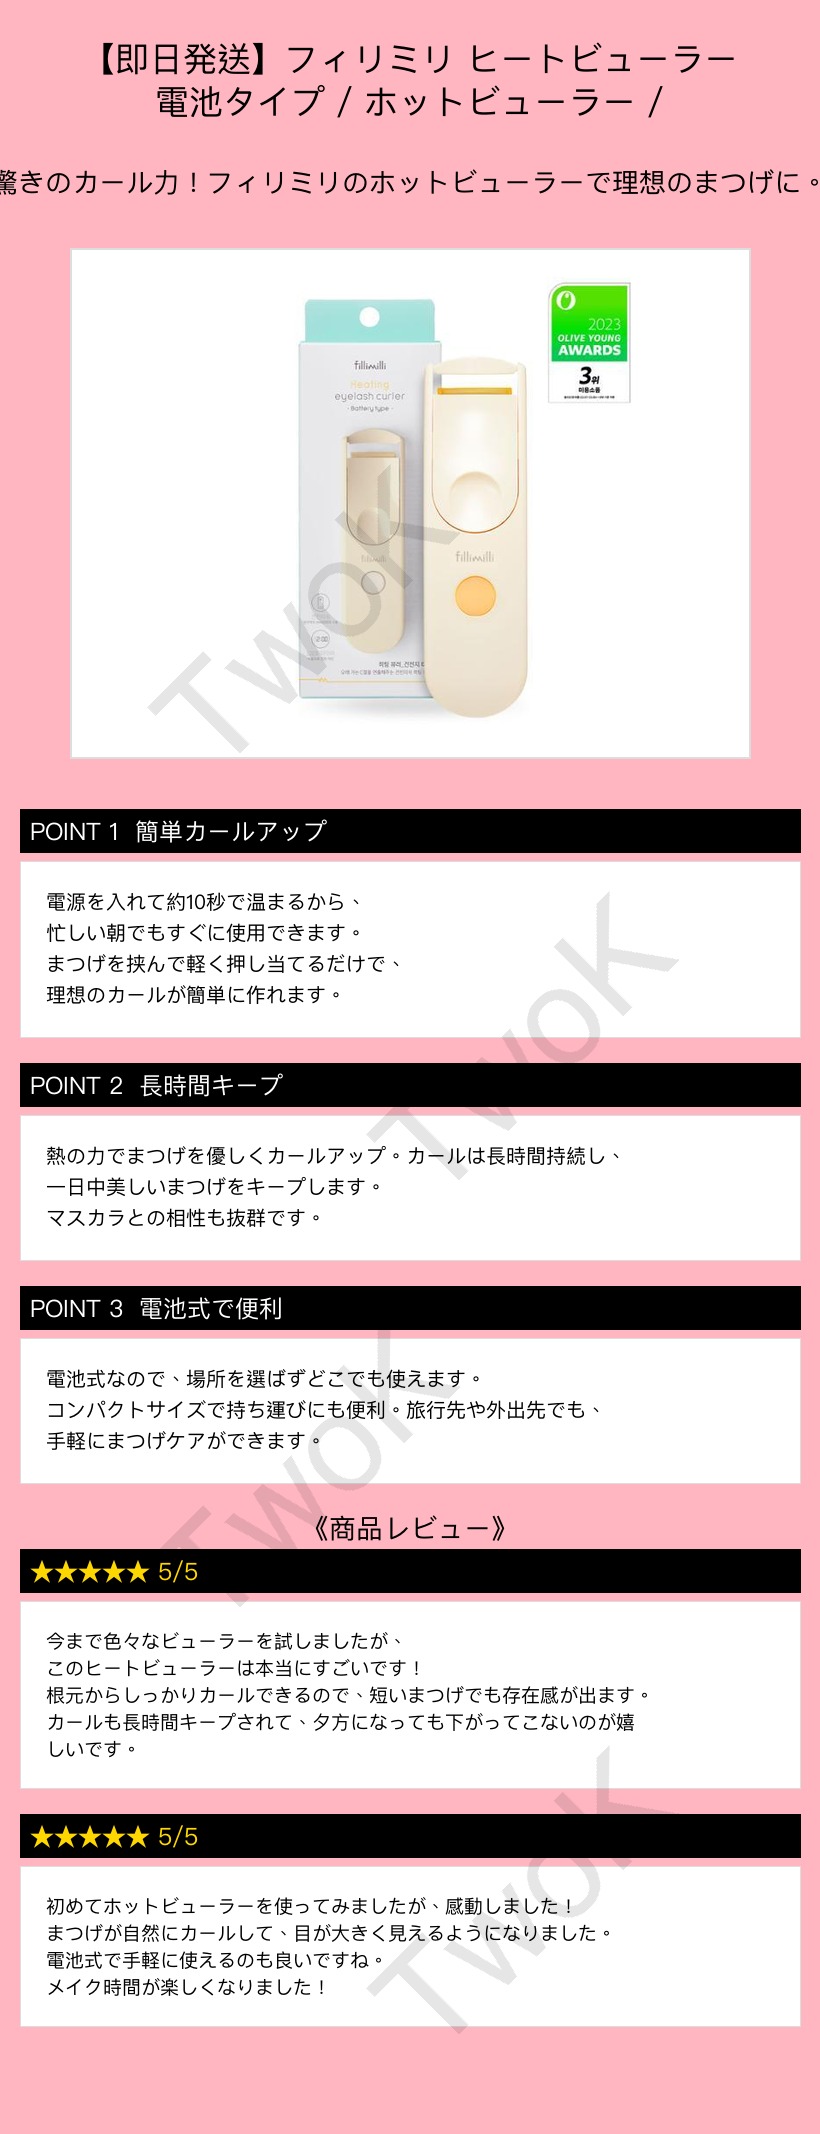 【即日発送】フィリミリ ヒートビューラー
電池タイプ / ホットビューラー /
驚きのカール力！フィリミリのホットビューラーで理想のまつげに。
fillimilli
Heating
eyelash curler
- Battery type -
fillimilli
fillimilli
2023
OLIVE YOUNG
AWARDS
3위
미용소품
TwoK
POINT 1 簡単カールアップ
電源を入れて約10秒で温まるから、
忙しい朝でもすぐに使用できます。
まつげを挟んで軽く押し当てるだけで、
理想のカールが簡単に作れます。
TwoK
POINT 2 長時間キープ
熱の力でまつげを優しくカールアップ。カールは長時間持続し、
一日中美しいまつげをキープします。
マスカラとの相性も抜群です。
POINT 3 電池式で便利
電池式なので、場所を選ばずどこでも使えます。
コンパクトサイズで持ち運びにも便利。旅行先や外出先でも、
手軽にまつげケアができます。
TwoK
《商品レビュー》
★★★★★ 5/5
今まで色々なビューラーを試しましたが、
このヒートビューラーは本当にすごいです！
根元からしっかりカールできるので、短いまつげでも存在感が出ます。
カールも長時間キープされて、夕方になっても下がってこないのが嬉
しいです。
★★★★★ 5/5
初めてホットビューラーを使ってみましたが、感動しました！
まつげが自然にカールして、目が大きく見えるようになりました。
電池式で手軽に使えるのも良いですね。
メイク時間が楽しくなりました！
TwoK